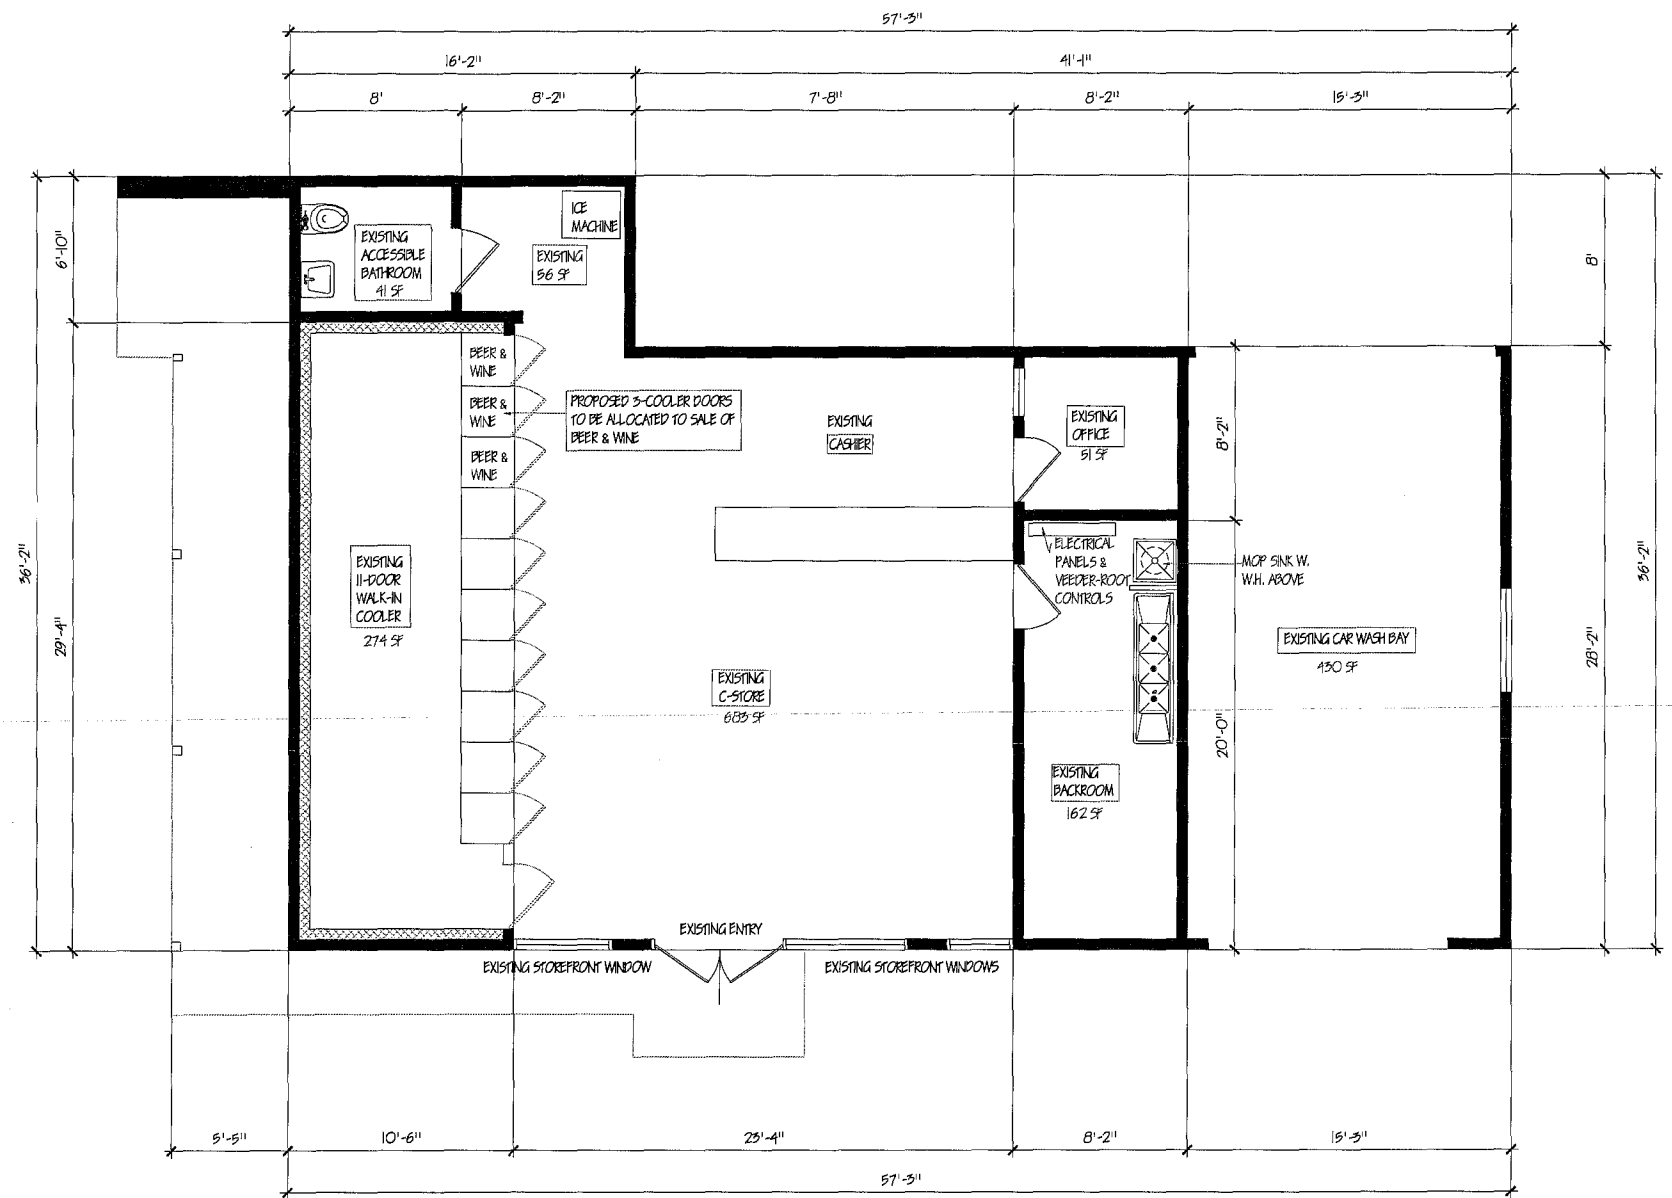 57'-3"
16'-2"
41'-1"
8'
8'-2"
7'-8"
8'-2"
15'-3"
ICE
MACHINE
EXISTING
ACCESSIBLE
BATHROOM
41 SF
EXISTING
56 SF
6'-10"
8'
BEER &
WINE
BEER &
WINE
BEER &
WINE
PROPOSED 3-COOLER DOORS
TO BE ALLOCATED TO SALE OF
BEER & WINE
EXISTING
CASHIER
EXISTING
OFFICE
51 SF
8'-2"
36'-2"
29'-4"
EXISTING
11-DOOR
WALK-IN
COOLER
274 SF
ELECTRICAL
PANELS &
VEEDER-ROOT
CONTROLS
MOP SINK W.
W.H. ABOVE
36'-2"
28'-2"
EXISTING CAR WASH BAY
430 SF
EXISTING
C-STORE
683 SF
20'-0"
EXISTING
BACKROOM
162 SF
EXISTING ENTRY
EXISTING STOREFRONT WINDOW
EXISTING STOREFRONT WINDOWS
5'-5"
10'-6"
23'-4"
8'-2"
15'-3"
57'-3"